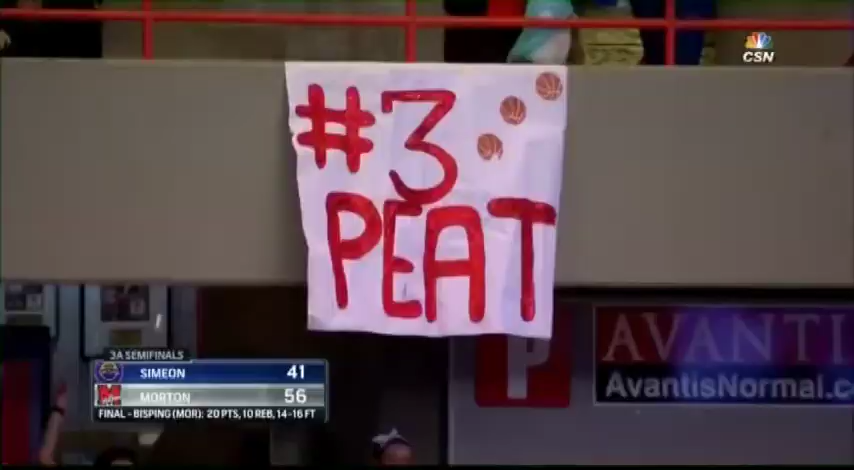 CSN
#3
PEAT
3A SEMIFINALS
SIMEON 41
M MORTON 56
FINAL - BISPING (MOR): 20 PTS, 10 REB, 14-16 FT
P AVANTI
AvantisNormal.c